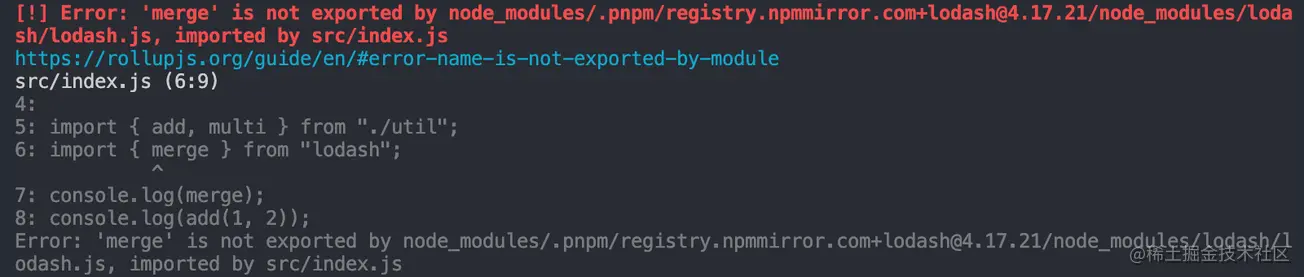 [!] Error: 'merge' is not exported by node_modules/.pnpm/registry.npmmirror.com+lodash@4.17.21/node_modules/loda
sh/lodash.js, imported by src/index.js
https://rollupjs.org/guide/en/#error-name-is-not-exported-by-module
src/index.js (6:9)
4:
5: import { add, multi } from "./util";
6: import { merge } from "lodash";
            ^
7: console.log(merge);
8: console.log(add(1, 2));
Error: 'merge' is not exported by node_modules/.pnpm/registry.npmmirror.com+lodash@4.17.21/node_modules/lodash/l
odash.js, imported by src/index.js
@稀土掘金技术社区